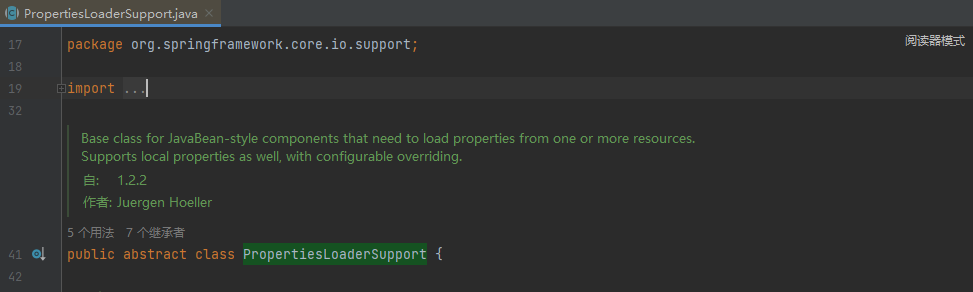 PropertiesLoaderSupport.java
17 package org.springframework.core.io.support;
阅读器模式
18
19 import ...
32
Base class for JavaBean-style components that need to load properties from one or more resources.
Supports local properties as well, with configurable overriding.
自: 1.2.2
作者: Juergen Hoeller
5 个用法 7 个继承者
41 public abstract class PropertiesLoaderSupport {
42